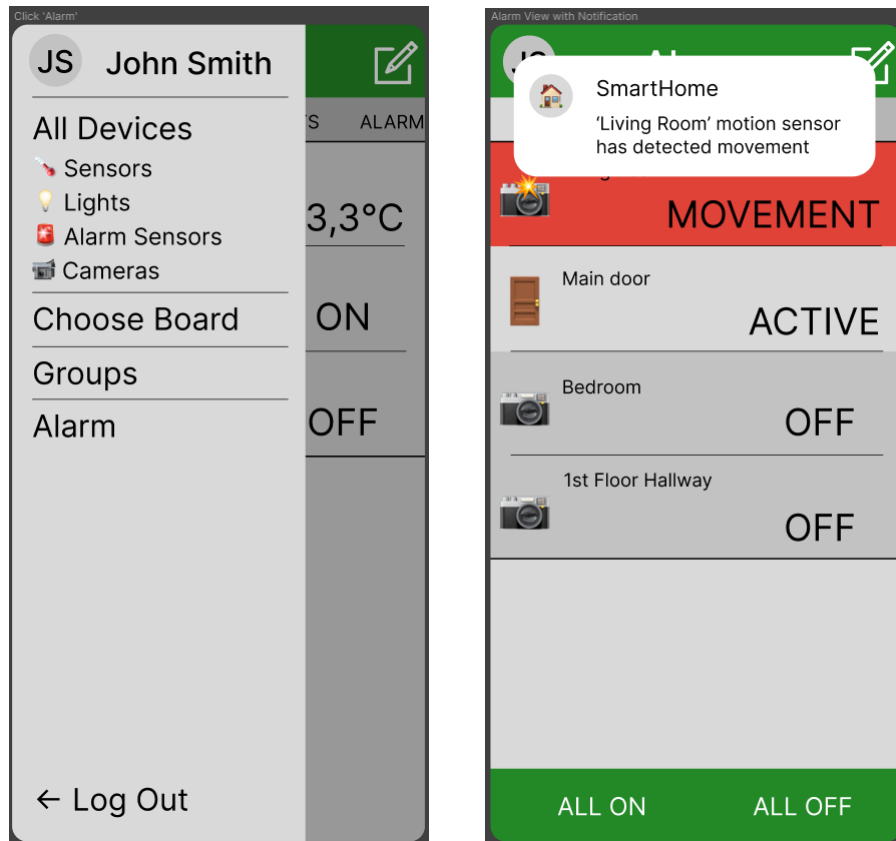 Click 'Alarm'
JS John Smith
All Devices
Sensors
Lights
Alarm Sensors
Cameras
Choose Board
Groups
Alarm
← Log Out
ALARM
3,3°C
ON
OFF
Alarm View with Notification
SmartHome
‘Living Room’ motion sensor
has detected movement
MOVEMENT
Main door
ACTIVE
Bedroom
OFF
1st Floor Hallway
OFF
ALL ON ALL OFF